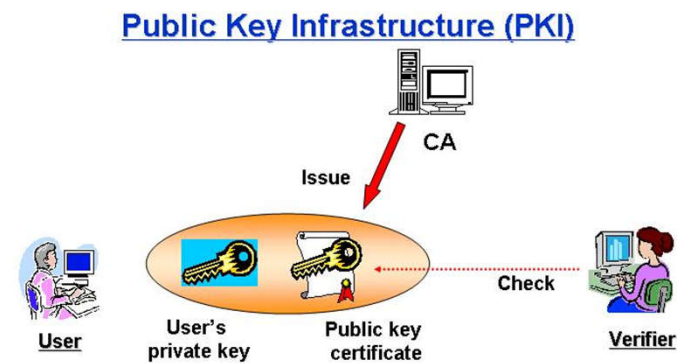 Public Key Infrastructure (PKI)
CA
Issue
Check
User
User's
private key
Public key
certificate
Verifier